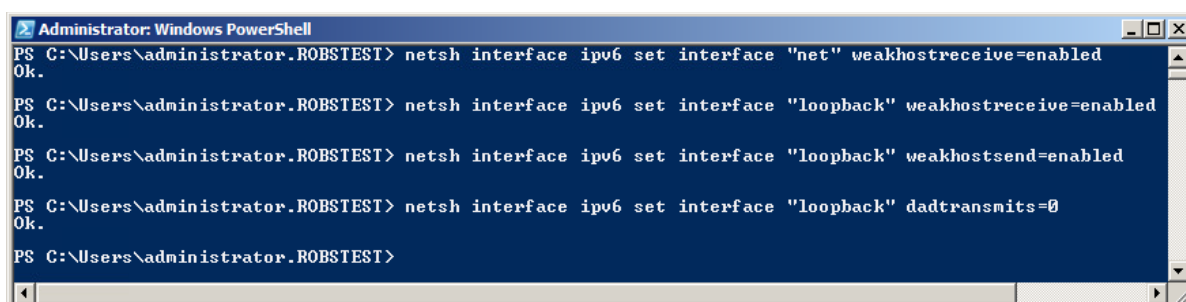 Administrator: Windows PowerShell
PS C:\Users\administrator.ROBSTEST> netsh interface ipv6 set interface "net" weakhostreceive=enabled
Ok.
PS C:\Users\administrator.ROBSTEST> netsh interface ipv6 set interface "loopback" weakhostreceive=enabled
Ok.
PS C:\Users\administrator.ROBSTEST> netsh interface ipv6 set interface "loopback" weakhostsend=enabled
Ok.
PS C:\Users\administrator.ROBSTEST> netsh interface ipv6 set interface "loopback" dadtransmits=0
Ok.
PS C:\Users\administrator.ROBSTEST>